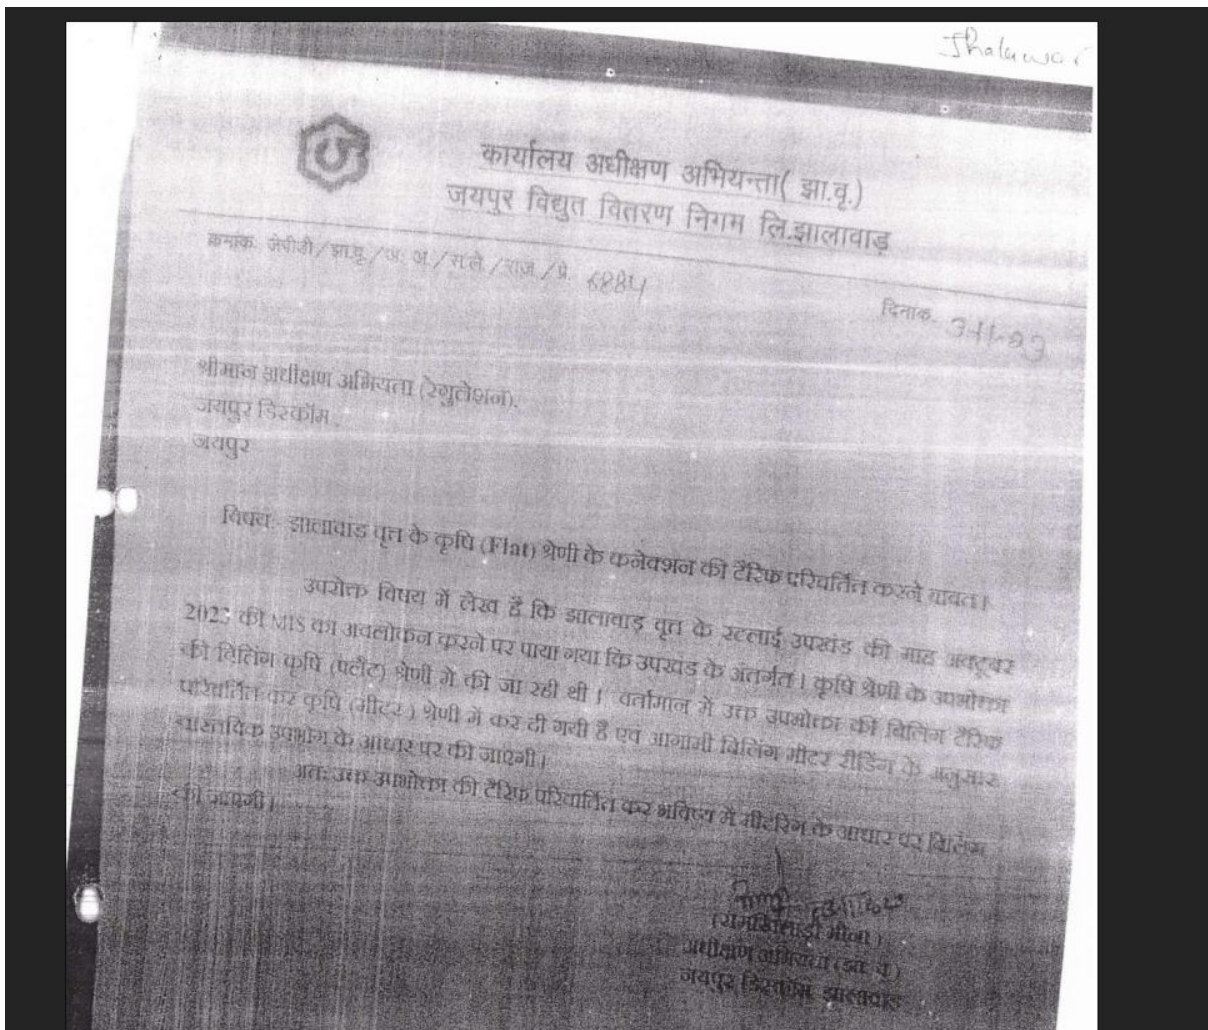 Jhalawar
कार्यालय अधीक्षण अभियन्ता( झा.वृ.)
जयपुर विद्युत वितरण निगम लि.झालावाड़
क्रमांक: जेपीडी/झा.वृ/अ. अ./रा.ले./राज./प्रे.
दिनांक-
श्रीमान अधीक्षण अभियंता (रेगुलेशन),
जयपुर डिस्कॉम
जयपुर
विषय:- झालावाड वृत्त के कृषि (Flat) श्रेणी के कनेक्शन की टैरिफ परिवर्तित करने बाबत।
उपरोक्त विषय में लेख है कि झालावाड़ वृत्त के उपखंड की माह अक्टूबर
2023 की MIS का अवलोकन करने पर पाया गया कि उपखंड के अंतर्गत 1 कृषि श्रेणी के उपभोक्ता
की बिलिंग कृषि (फ्लैट) श्रेणी में की जा रही थी। वर्तामान में उक्त उपभोक्ता की बिलिंग टैरिफ
परिवर्तित कर कृषि (मीटर) श्रेणी में कर दी गयी है एवं आगामी बिलिंग मीटर रीडिंग के अनुसार
वास्तविक उपभोग के आधार पर की जाएगी।
अतः उक्त उपभोक्ता की टैरिफ परिवर्तित कर भविष्य में मीटरिंग के आधार पर बिलिंग
की जाएगी।
मीना)
अधीक्षण अभियंता (झा. वृ.)
जयपुर डिस्कॉम, झालावाड़